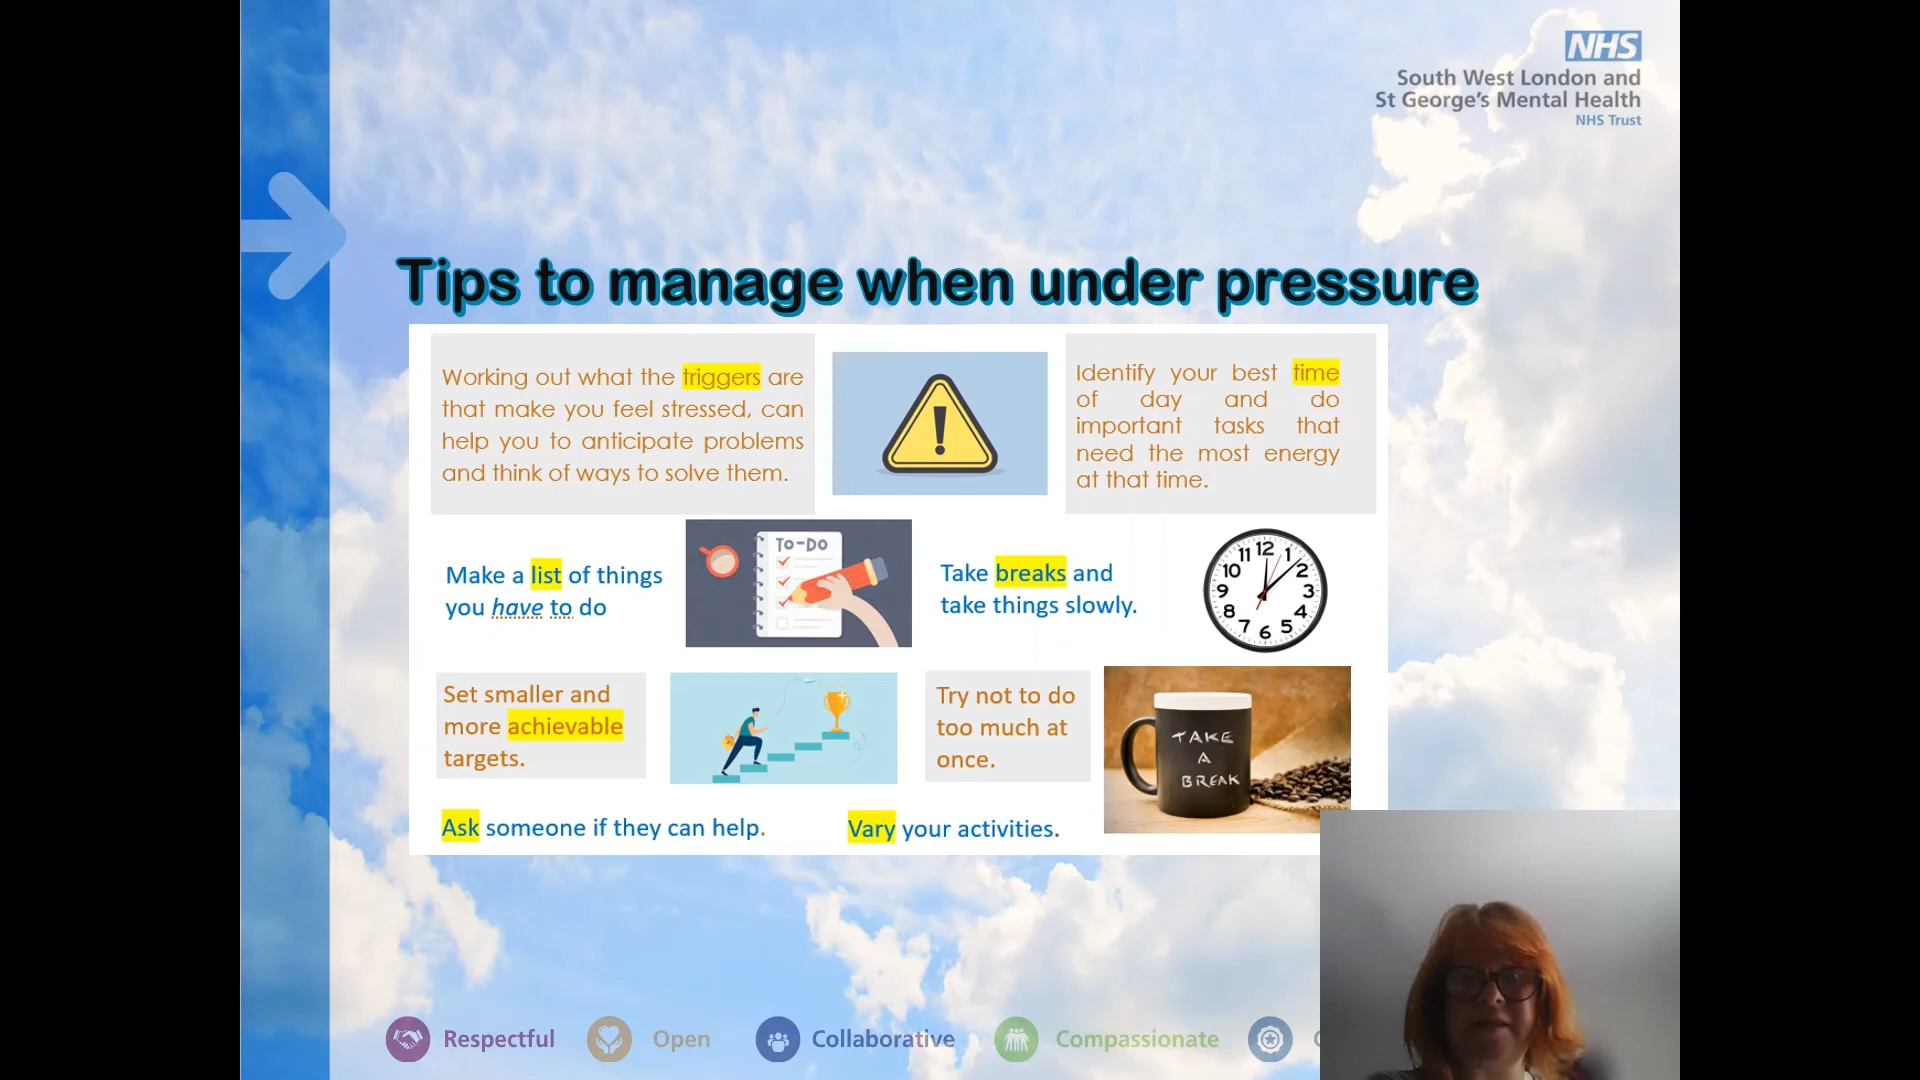 NHS
South West London and
St George's Mental Health
NHS Trust
Tips to manage when under pressure
Working out what the triggers are
that make you feel stressed, can
help you to anticipate problems
and think of ways to solve them.
Identify your best time
of day and do
important tasks that
need the most energy
at that time.
Make a list of things
you have to do
TO-DO
Take breaks and
take things slowly.
11 12 1
10 2
9 3
8 4
7 6 5
Set smaller and
more achievable
targets.
Try not to do
too much at
once.
TAKE
A
BREAK
Ask someone if they can help.
Vary your activities.
Respectful Open Collaborative Compassionate